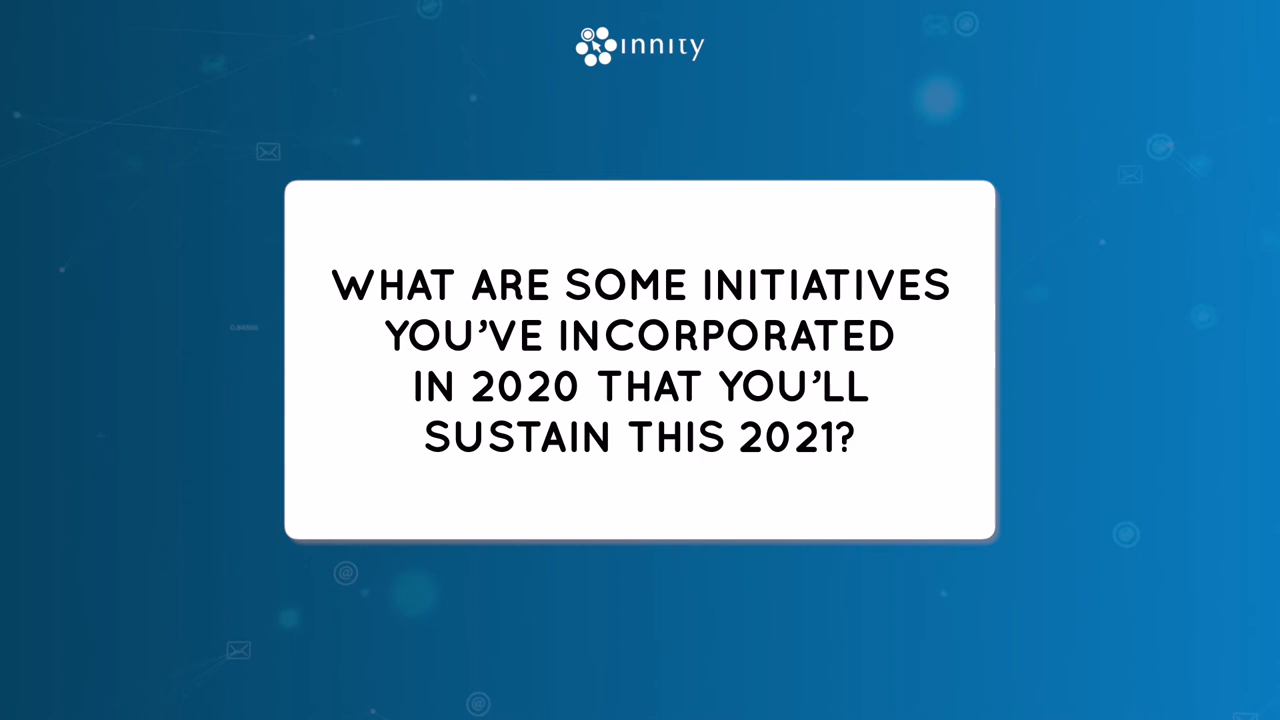 innity
WHAT ARE SOME INITIATIVES
YOU'VE INCORPORATED
IN 2020 THAT YOU'LL
SUSTAIN THIS 2021?